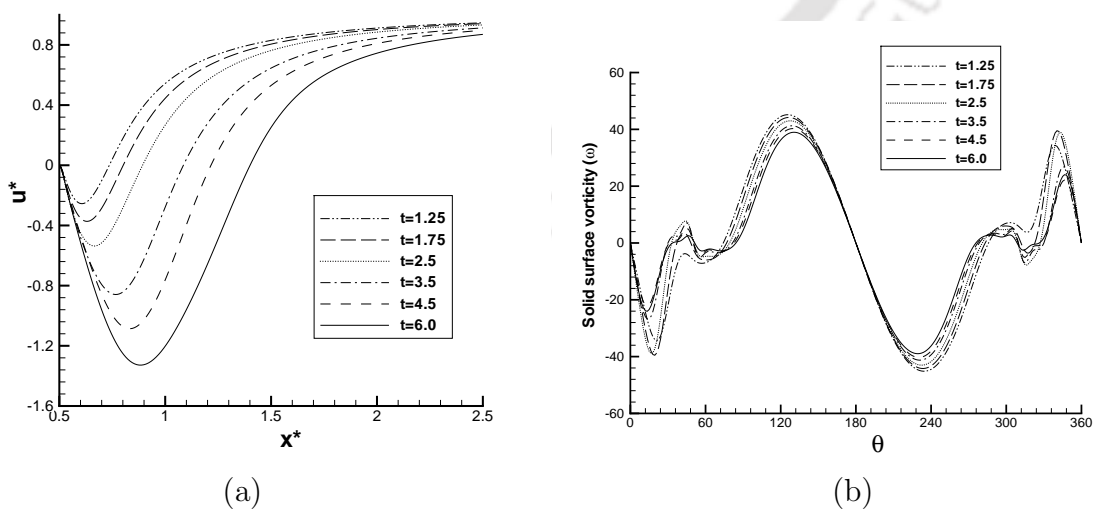 u*
0.8
0.4
0
-0.4
-0.8
-1.2
-1.6
0.5
1
1.5
2
2.5
x*
t=1.25
t=1.75
t=2.5
t=3.5
t=4.5
t=6.0
(a)
Solid surface vorticity (ω)
60
40
20
0
-20
-40
-60
0
60
120
180
240
300
360
θ
t=1.25
t=1.75
t=2.5
t=3.5
t=4.5
t=6.0
(b)